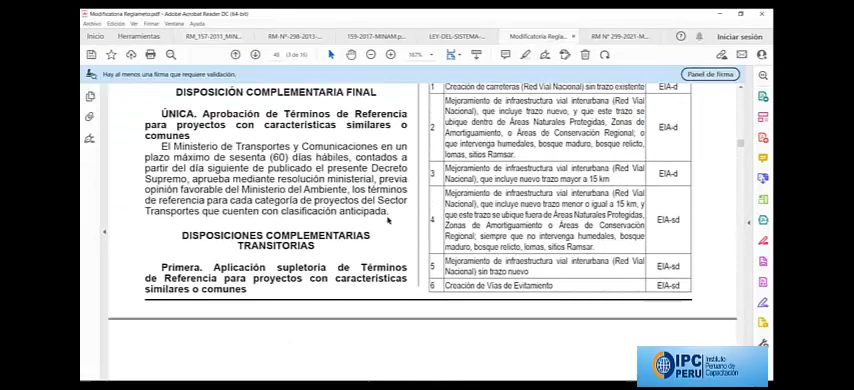 Modificatoria Reglameto.pdf - Adobe Acrobat Reader DC (64-bit)
Archivo Edición Ver Firmar Ventana Ayuda
Inicio Herramientas RM_157-2011_MIN... RM-Nº-298-2013-... 159-2017-MINAM.p... LEY-DEL-SISTEMA-... Modificatoria Regla... × RM N° 299-2021-M... Iniciar sesión
48 (3 de 16) 167%
Hay al menos una firma que requiere validación. Panel de firma
DISPOSICIÓN COMPLEMENTARIA FINAL
ÚNICA. Aprobación de Términos de Referencia
para proyectos con características similares o
comunes
El Ministerio de Transportes y Comunicaciones en un
plazo máximo de sesenta (60) días hábiles, contados a
partir del día siguiente de publicado el presente Decreto
Supremo, aprueba mediante resolución ministerial, previa
opinión favorable del Ministerio del Ambiente, los términos
de referencia para cada categoría de proyectos del Sector
Transportes que cuenten con clasificación anticipada.
DISPOSICIONES COMPLEMENTARIAS
TRANSITORIAS
Primera. Aplicación supletoria de Términos
de Referencia para proyectos con características
similares o comunes
1 Creación de carreteras (Red Vial Nacional) sin trazo existente EIA-d
Mejoramiento de infraestructura vial interurbana (Red Vial
Nacional), que incluye trazo nuevo, y que este trazo se
2 ubique dentro de Áreas Naturales Protegidas, Zonas de EIA-d
Amortiguamiento, o Áreas de Conservación Regional; o
que intervenga humedales, bosque maduro, bosque relicto,
lomas, sitios Ramsar.
3 Mejoramiento de infraestructura vial interurbana (Red Vial EIA-d
Nacional), que incluye nuevo trazo mayor a 15 km
Mejoramiento de infraestructura vial interurbana (Red Vial
Nacional), que incluye nuevo trazo menor o igual a 15 km, y
4 que este trazo se ubique fuera de Áreas Naturales Protegidas, EIA-sd
Zonas de Amortiguamiento o Áreas de Conservación
Regional; siempre que no intervenga humedales, bosque
maduro, bosque relicto, lomas, sitios Ramsar.
5 Mejoramiento de infraestructura vial interurbana (Red Vial EIA-sd
Nacional) sin trazo nuevo
6 Creación de Vías de Evitamiento EIA-sd
IPC PERU Instituto Peruano de Capacitación